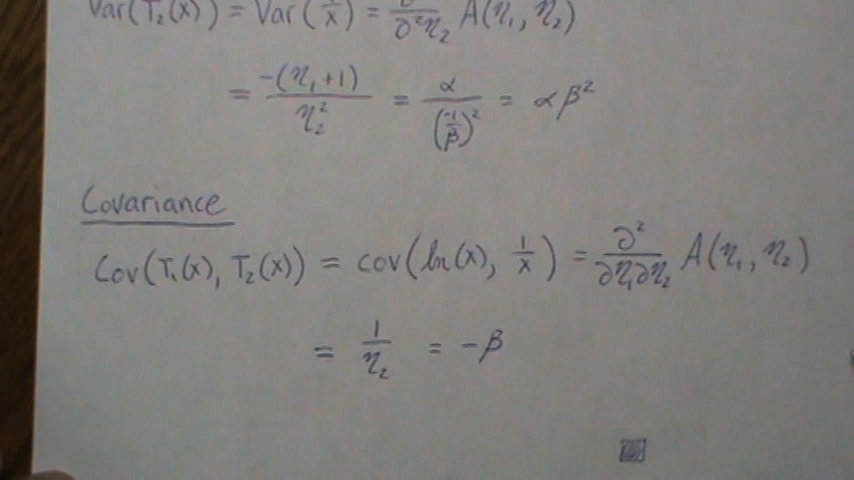 Var(T₂(x)) = Var(1/x) = ∂²/∂²η₂ A(η₁, η₂)
= -(η₁+1)/η₂² = α/(-1/β)² = αβ²
Covariance
Cov(T₁(x), T₂(x)) = cov(ln(x), 1/x) = ∂²/∂η₁∂η₂ A(η₁, η₂)
= 1/η₂ = -β